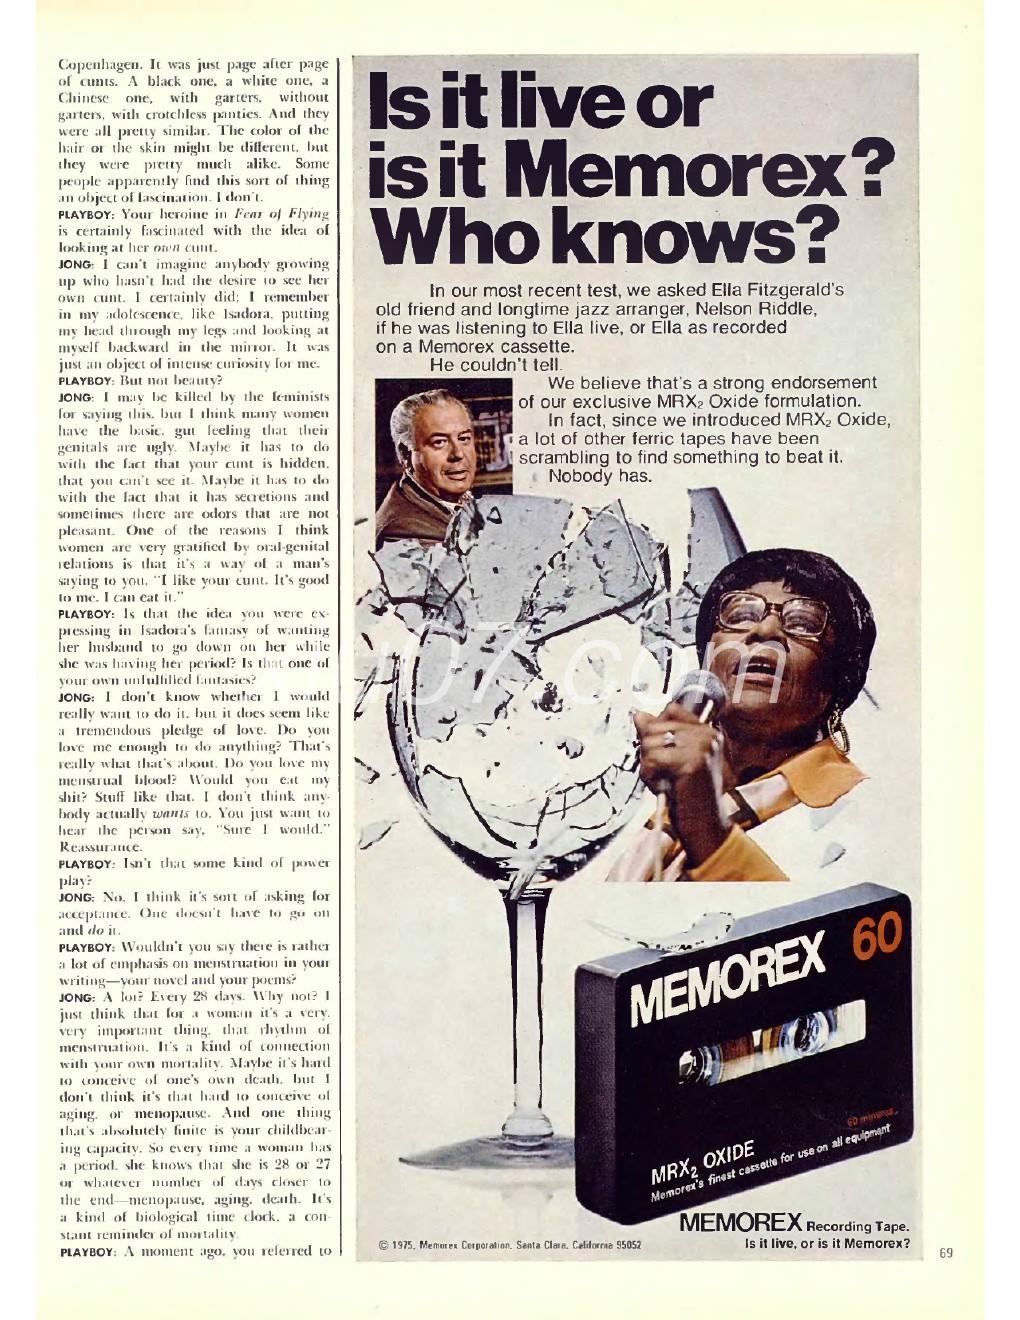 Copenhagen. It was just page after page
of cunts. A black one, a white one, a
Chinese one, with garters, without
garters, with crotchless panties. And they
were all pretty similar. The color of the
hair or the skin might be different, but
they were pretty much alike. Some
people apparently find this sort of thing
an object of fascination. I don't.
PLAYBOY: Your heroine in Fear of Flying
is certainly fascinated with the idea of
looking at her own cunt.
JONG: I can't imagine anybody growing
up who hasn't had the desire to see her
own cunt. I certainly did; I remember
in my adolescence, like Isadora, putting
my head through my legs and looking at
myself backward in the mirror. It was
just an object of intense curiosity for me.
PLAYBOY: But not beauty?
JONG: I may be killed by the feminists
for saying this, but I think many women
have the basic, gut feeling that their
genitals are ugly. Maybe it has to do
with the fact that your cunt is hidden,
that you can't see it. Maybe it has to do
with the fact that it has secretions and
sometimes there are odors that are not
pleasant. One of the reasons I think
women are very gratified by oral-genital
relations is that it's a way of a man's
saying to you, "I like your cunt. It's good
to me. I can eat it."
PLAYBOY: Is that the idea you were ex-
pressing in Isadora's fantasy of wanting
her husband to go down on her while
she was having her period? Is that one of
your own unfulfilled fantasies?
JONG: I don't know whether I would
really want to do it, but it does seem like
a tremendous pledge of love. Do you
love me enough to do anything? That's
really what that's about. Do you love my
menstrual blood? Would you eat my
shit? Stuff like that. I don't think any-
body actually wants to. You just want to
hear the person say, "Sure I would."
Reassurance.
PLAYBOY: Isn't that some kind of power
play?
JONG: No, I think it's sort of asking for
acceptance. One doesn't have to go on
and do it.
PLAYBOY: Wouldn't you say there is rather
a lot of emphasis on menstruation in your
writing—your novel and your poems?
JONG: A lot? Every 28 days. Why not? I
just think that for a woman it's a very,
very important thing, that rhythm of
menstruation. It's a kind of connection
with your own mortality. Maybe it's hard
to conceive of one's own death, but I
don't think it's that hard to conceive of
aging, or menopause. And one thing
that's absolutely finite is your childbear-
ing capacity. So every time a woman has
a period, she knows that she is 28 or 27
or whatever number of days closer to
the end—menopause, aging, death. It's
a kind of biological time clock, a con-
stant reminder of mortality.
PLAYBOY: A moment ago, you referred to
Is it live or
is it Memorex?
Who knows?
In our most recent test, we asked Ella Fitzgerald's
old friend and longtime jazz arranger, Nelson Riddle,
if he was listening to Ella live, or Ella as recorded
on a Memorex cassette.
He couldn't tell.
We believe that's a strong endorsement
of our exclusive MRX₂ Oxide formulation.
In fact, since we introduced MRX₂ Oxide,
a lot of other ferric tapes have been
scrambling to find something to beat it.
Nobody has.
MEMOREX 60
60 minutes.
MRX₂ OXIDE
Memorex's finest cassette for use on all equipment
MEMOREX Recording Tape.
Is it live, or is it Memorex?
© 1975, Memorex Corporation, Santa Clara, California 95052
69